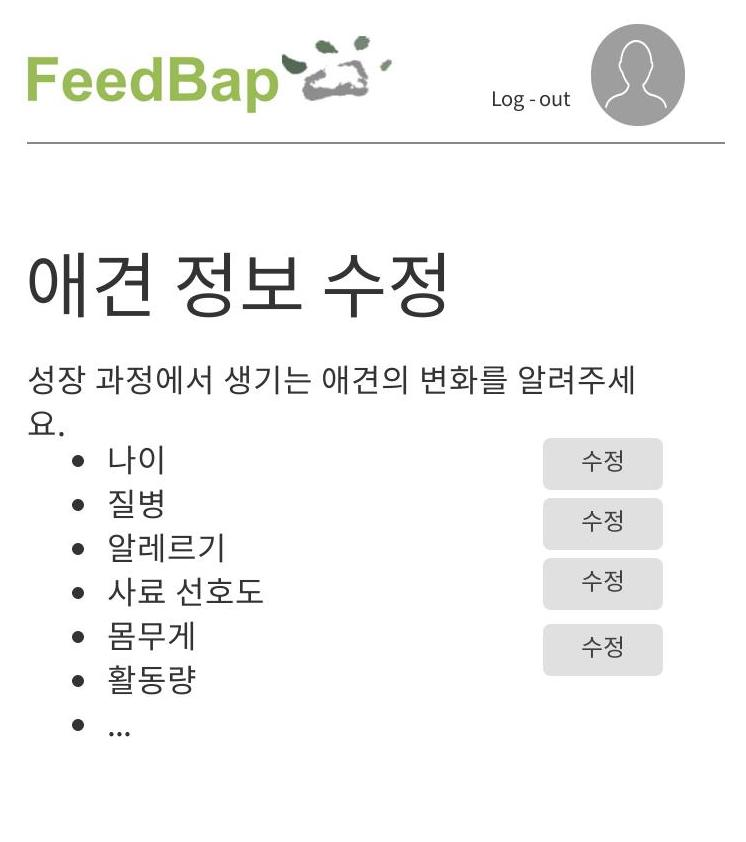 FeedBap
Log - out
애견 정보 수정
성장 과정에서 생기는 애견의 변화를 알려주세
요.
• 나이
수정
• 질병
수정
• 알레르기
수정
• 사료 선호도
• 몸무게
수정
• 활동량
• ...